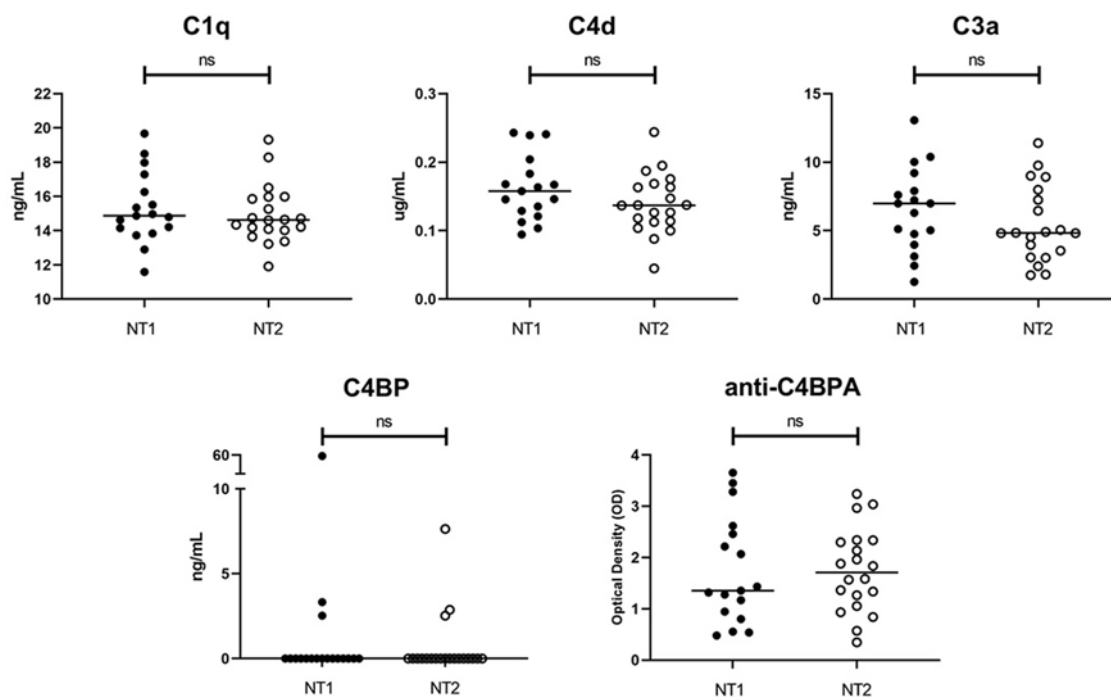 C1q
ns
ng/mL
22
20
18
16
14
12
10
NT1
NT2
C4d
ns
ug/mL
0.3
0.2
0.1
0.0
NT1
NT2
C3a
ns
ng/mL
15
10
5
0
NT1
NT2
C4BP
ns
ng/mL
60
10
5
0
NT1
NT2
anti-C4BPA
ns
Optical Density (OD)
4
3
2
1
0
NT1
NT2